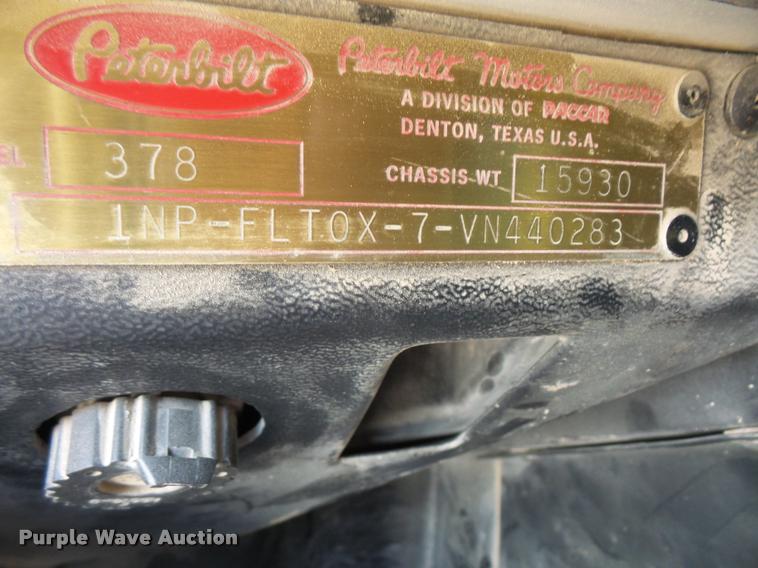 Peterbilt
Peterbilt Motors Company
A DIVISION OF PACCAR
DENTON, TEXAS U.S.A.
EL 378
CHASSIS WT 15930
1NP-FLT0X-7-VN440283
Purple Wave Auction